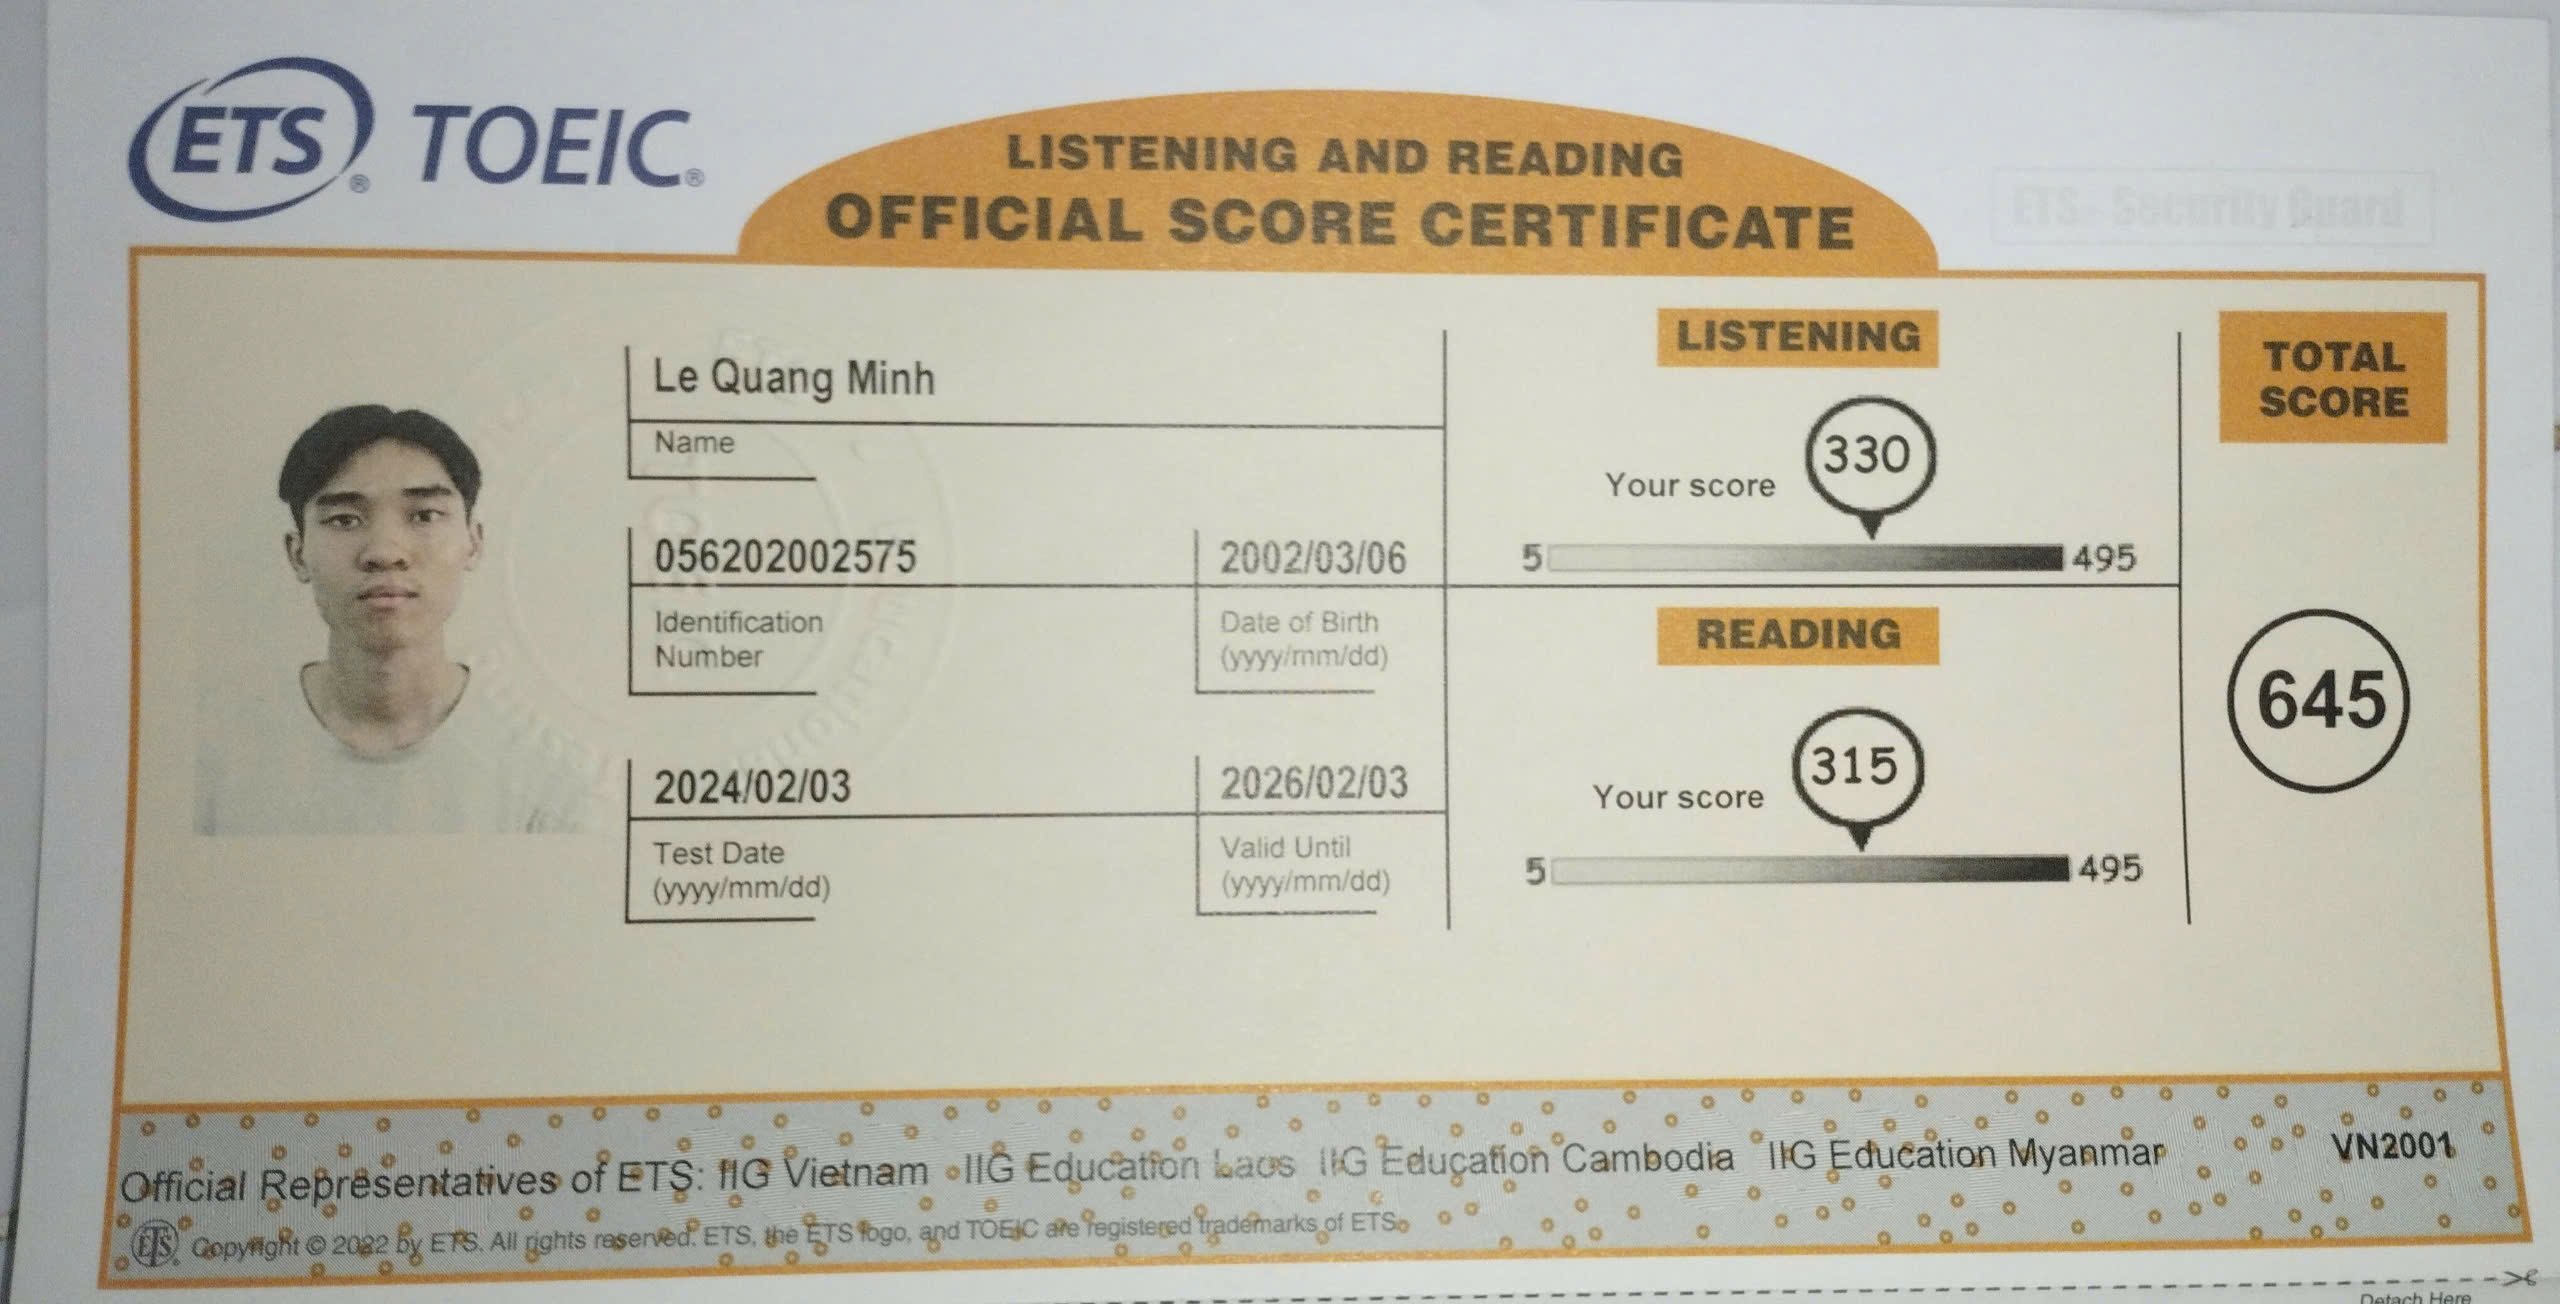 ETS® TOEIC®
LISTENING AND READING
OFFICIAL SCORE CERTIFICATE
ETS - Security Guard
Le Quang Minh
Name
056202002575
Identification
Number
2002/03/06
Date of Birth
(yyyy/mm/dd)
2024/02/03
Test Date
(yyyy/mm/dd)
2026/02/03
Valid Until
(yyyy/mm/dd)
LISTENING
Your score 330
5 495
READING
Your score 315
5 495
TOTAL
SCORE
645
Official Representatives of ETS: IIG Vietnam IIG Education Laos IIG Education Cambodia IIG Education Myanmar
VN2001
ETS Copyright © 2022 by ETS. All rights reserved. ETS, the ETS logo, and TOEIC are registered trademarks of ETS.
Detach Here